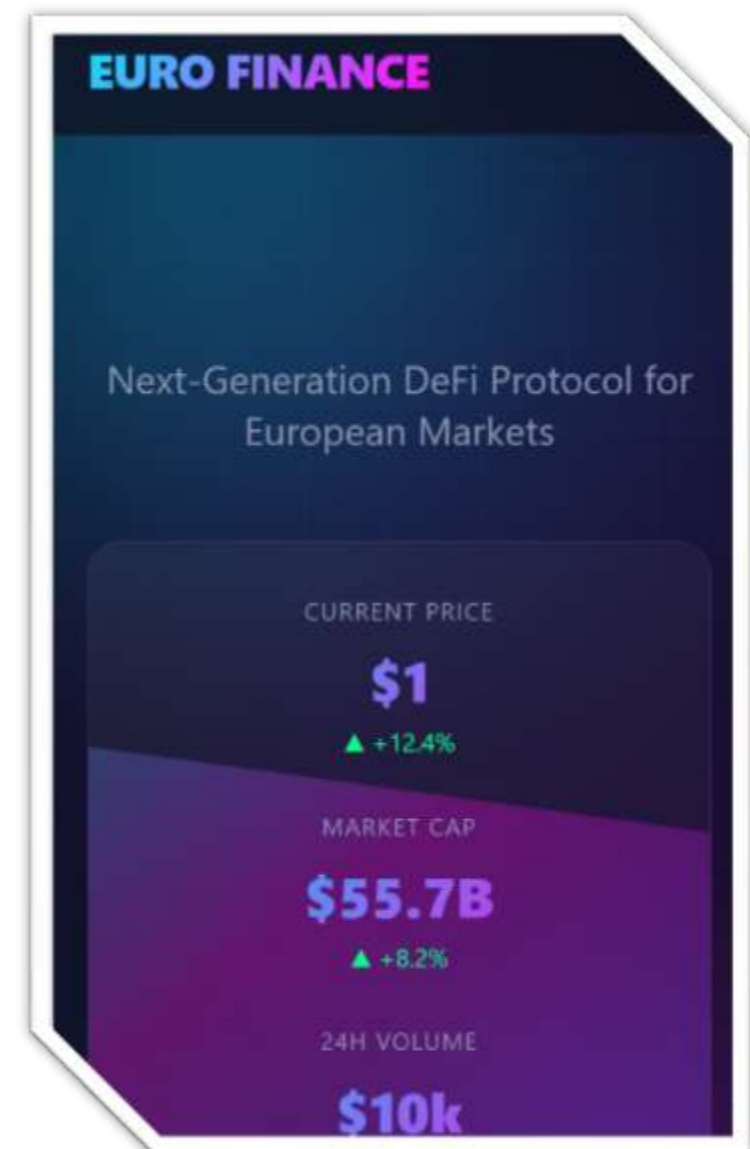 EURO FINANCE
Next-Generation DeFi Protocol for
European Markets
CURRENT PRICE
$1
▲ +12.4%
MARKET CAP
$55.7B
▲ +8.2%
24H VOLUME
$10k